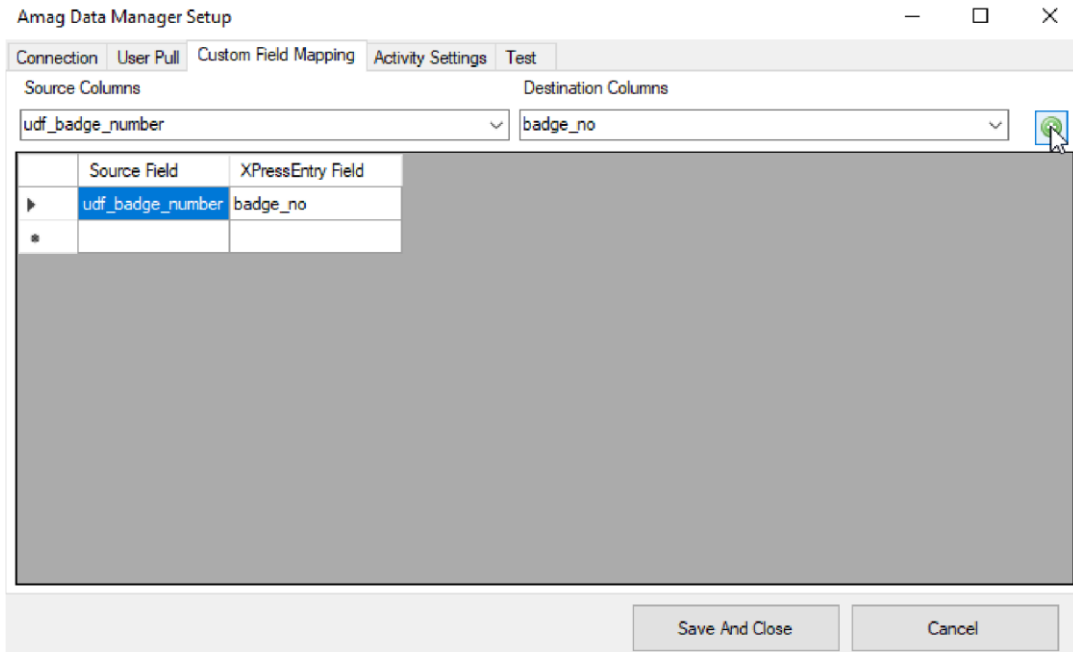 Amag Data Manager Setup
Connection User Pull Custom Field Mapping Activity Settings Test
Source Columns Destination Columns
udf_badge_number badge_no
Source Field XPressEntry Field
udf_badge_number badge_no
Save And Close Cancel